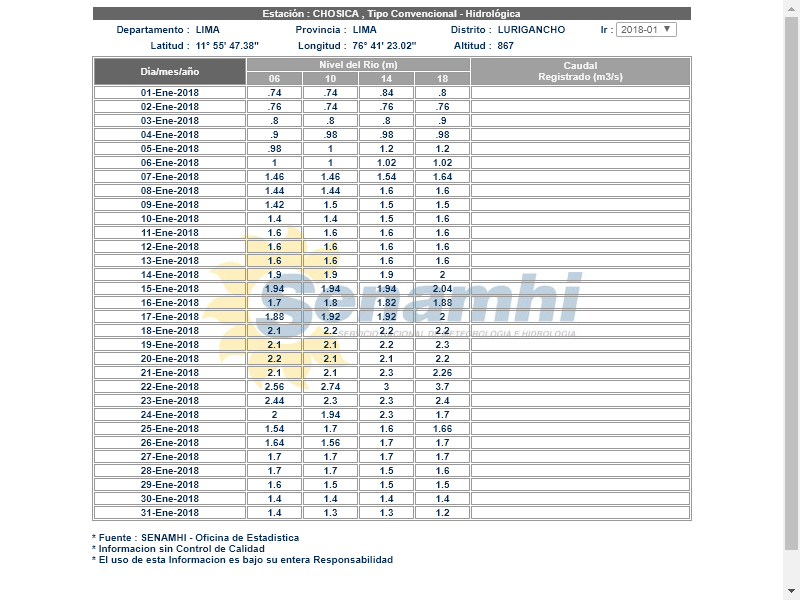 Estación : CHOSICA , Tipo Convencional - Hidrológica
Departamento : LIMA Provincia : LIMA Distrito : LURIGANCHO Ir : 2018-01
Latitud : 11° 55' 47.38" Longitud : 76° 41' 23.02" Altitud : 867
Día/mes/año Nivel del Rio (m) Caudal Registrado (m3/s)
06 10 14 18
01-Ene-2018 .74 .74 .84 .8
02-Ene-2018 .76 .74 .76 .76
03-Ene-2018 .8 .8 .8 .9
04-Ene-2018 .9 .98 .98 .98
05-Ene-2018 .98 1 1.2 1.2
06-Ene-2018 1 1 1.02 1.02
07-Ene-2018 1.46 1.46 1.54 1.64
08-Ene-2018 1.44 1.44 1.6 1.6
09-Ene-2018 1.42 1.5 1.5 1.5
10-Ene-2018 1.4 1.4 1.5 1.6
11-Ene-2018 1.6 1.6 1.6 1.6
12-Ene-2018 1.6 1.6 1.6 1.6
13-Ene-2018 1.6 1.6 1.6 1.6
14-Ene-2018 1.9 1.9 1.9 2
15-Ene-2018 1.94 1.94 1.94 2.04
16-Ene-2018 1.7 1.8 1.82 1.88
17-Ene-2018 1.88 1.92 1.92 2
18-Ene-2018 2.1 2.2 2.2 2.1
19-Ene-2018 2.1 2.1 2.2 2.3
20-Ene-2018 2.2 2.1 2.1 2.2
21-Ene-2018 2.1 2.1 2.3 2.26
22-Ene-2018 2.56 2.74 3 3.7
23-Ene-2018 2.44 2.3 2.3 2.4
24-Ene-2018 2 1.94 2.3 1.7
25-Ene-2018 1.54 1.7 1.6 1.66
26-Ene-2018 1.64 1.56 1.7 1.7
27-Ene-2018 1.7 1.7 1.7 1.7
28-Ene-2018 1.7 1.7 1.5 1.6
29-Ene-2018 1.6 1.5 1.5 1.5
30-Ene-2018 1.4 1.4 1.4 1.4
31-Ene-2018 1.4 1.3 1.3 1.2
Senamhi
SERVICIO NACIONAL DE METEOROLOGIA E HIDROLOGIA
* Fuente : SENAMHI - Oficina de Estadistica
* Informacion sin Control de Calidad
* El uso de esta Informacion es bajo su entera Responsabilidad